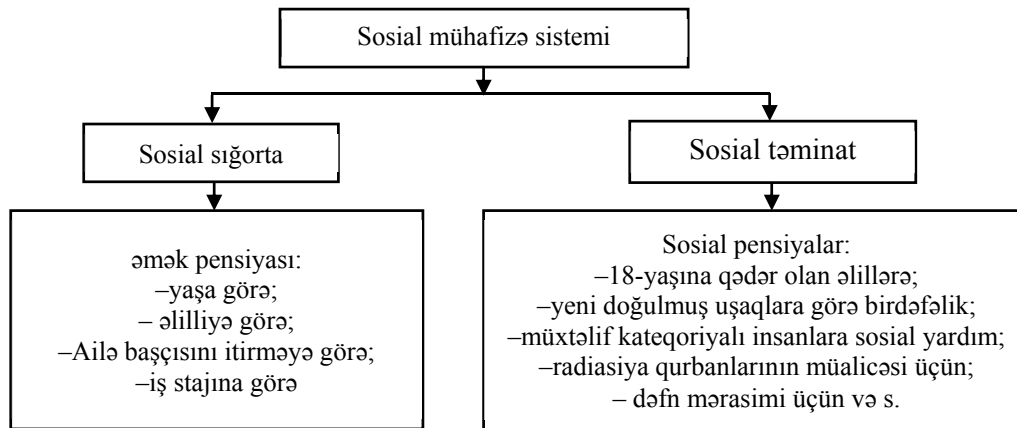 Sosial mühafizə sistemi
Sosial sığorta
Sosial təminat
əmək pensiyası:
–yaşa görə;
– əlilliyə görə;
–Ailə başçısını itirməyə görə;
–iş stajına görə
Sosial pensiyalar:
–18-yaşına qədər olan əlillərə;
–yeni doğulmuş uşaqlara görə birdəfəlik;
–müxtəlif kateqoriyalı insanlara sosial yardım;
–radiasiya qurbanlarının müalicəsi üçün;
– dəfn mərasimi üçün və s.